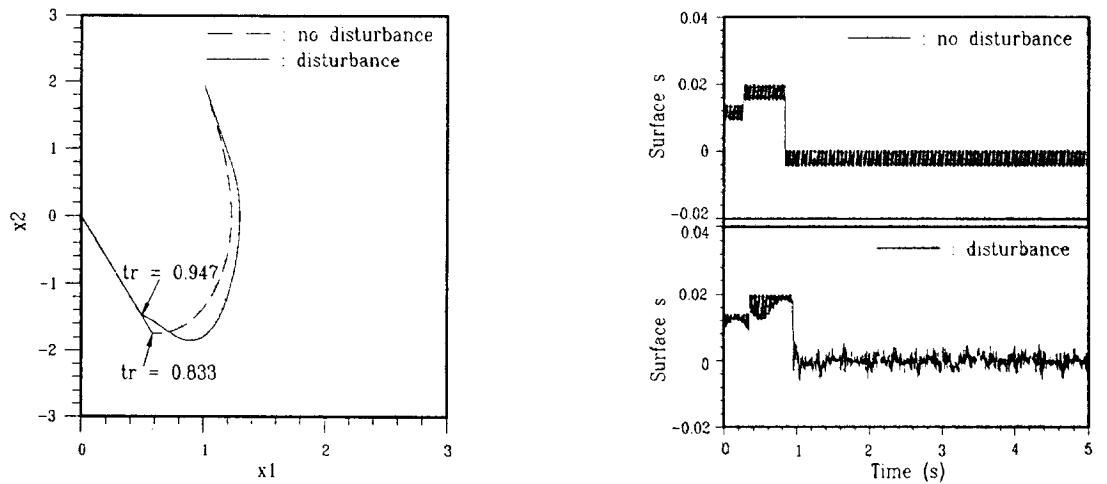 3
2
1
0
-1
-2
-3
x2
— — : no disturbance
—— : disturbance
tr = 0.947
tr = 0.833
0
1
2
3
x1
0.04
0.02
0
-0.02
Surface s
—— : no disturbance
0.04
0.02
0
-0.02
Surface s
—— : disturbance
0
1
2
3
4
5
Time (s)